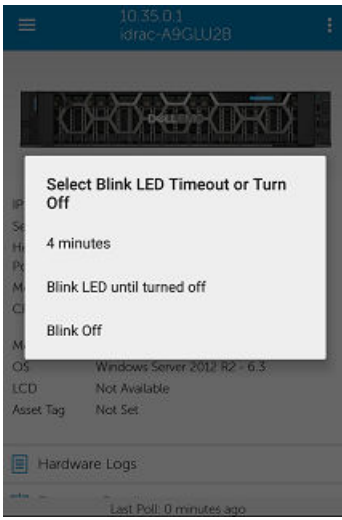 10.35.0.1
idrac-A9GLU2B
DELLEMC
Select Blink LED Timeout or Turn
Off
4 minutes
Blink LED until turned off
Blink Off
OS Windows Server 2012 R2 - 6.3
LCD Not Available
Asset Tag Not Set
Hardware Logs
Last Poll: 0 minutes ago